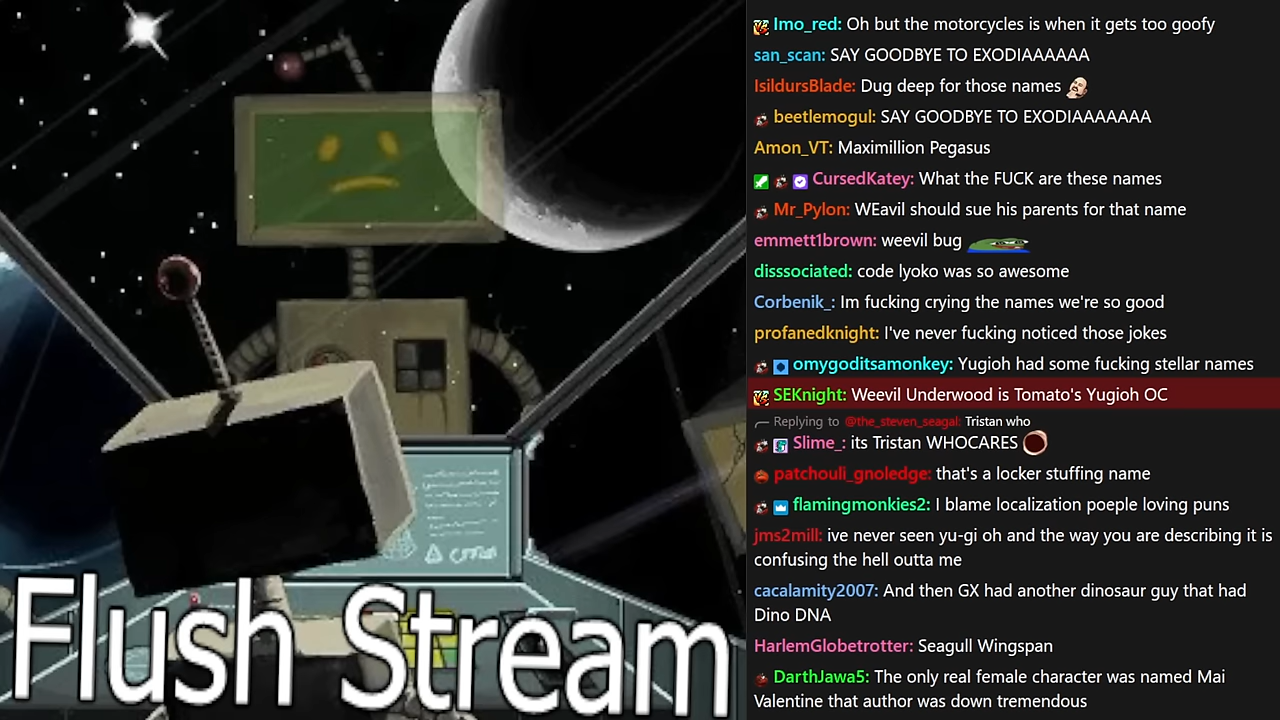 Flush Stream
Imo_red: Oh but the motorcycles is when it gets too goofy
san_scan: SAY GOODBYE TO EXODIAAAAAA
IsildursBlade: Dug deep for those names
beetlemogul: SAY GOODBYE TO EXODIAAAAAAA
Amon_VT: Maximillion Pegasus
CursedKatey: What the FUCK are these names
Mr_Pylon: WEavil should sue his parents for that name
emmett1brown: weevil bug
disssociated: code lyoko was so awesome
Corbenik_: Im fucking crying the names we're so good
profanedknight: I've never fucking noticed those jokes
omygoditsamonkey: Yugioh had some fucking stellar names
SEKnight: Weevil Underwood is Tomato's Yugioh OC
Replying to @the_steven_seagal: Tristan who
Slime_: its Tristan WHOCARES
patchouli_gnoledge: that's a locker stuffing name
flamingmonkies2: I blame localization poeple loving puns
jms2mill: ive never seen yu-gi oh and the way you are describing it is
confusing the hell outta me
cacalamity2007: And then GX had another dinosaur guy that had
Dino DNA
HarlemGlobetrotter: Seagull Wingspan
DarthJawa5: The only real female character was named Mai
Valentine that author was down tremendous